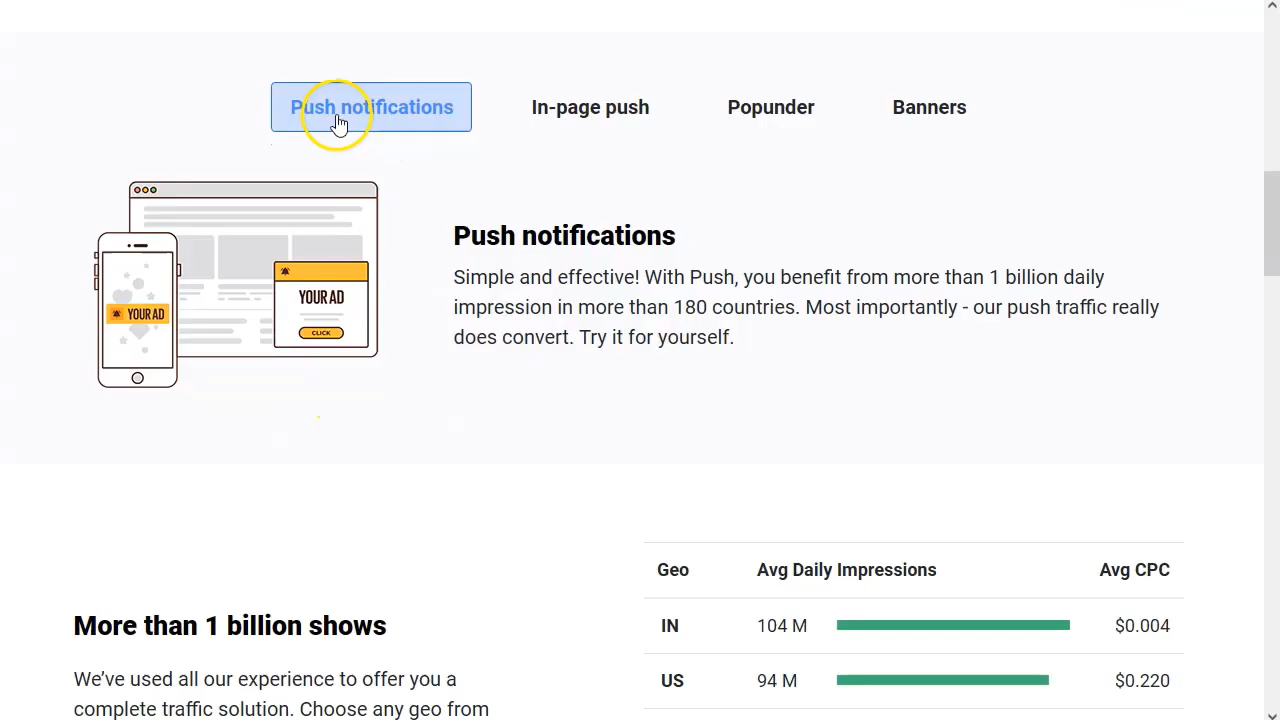 Push notifications In-page push Popunder Banners
YOUR AD
CLICK
YOUR AD
Push notifications
Simple and effective! With Push, you benefit from more than 1 billion daily
impression in more than 180 countries. Most importantly - our push traffic really
does convert. Try it for yourself.
More than 1 billion shows
We’ve used all our experience to offer you a
complete traffic solution. Choose any geo from
Geo Avg Daily Impressions Avg CPC
IN 104 M $0.004
US 94 M $0.220